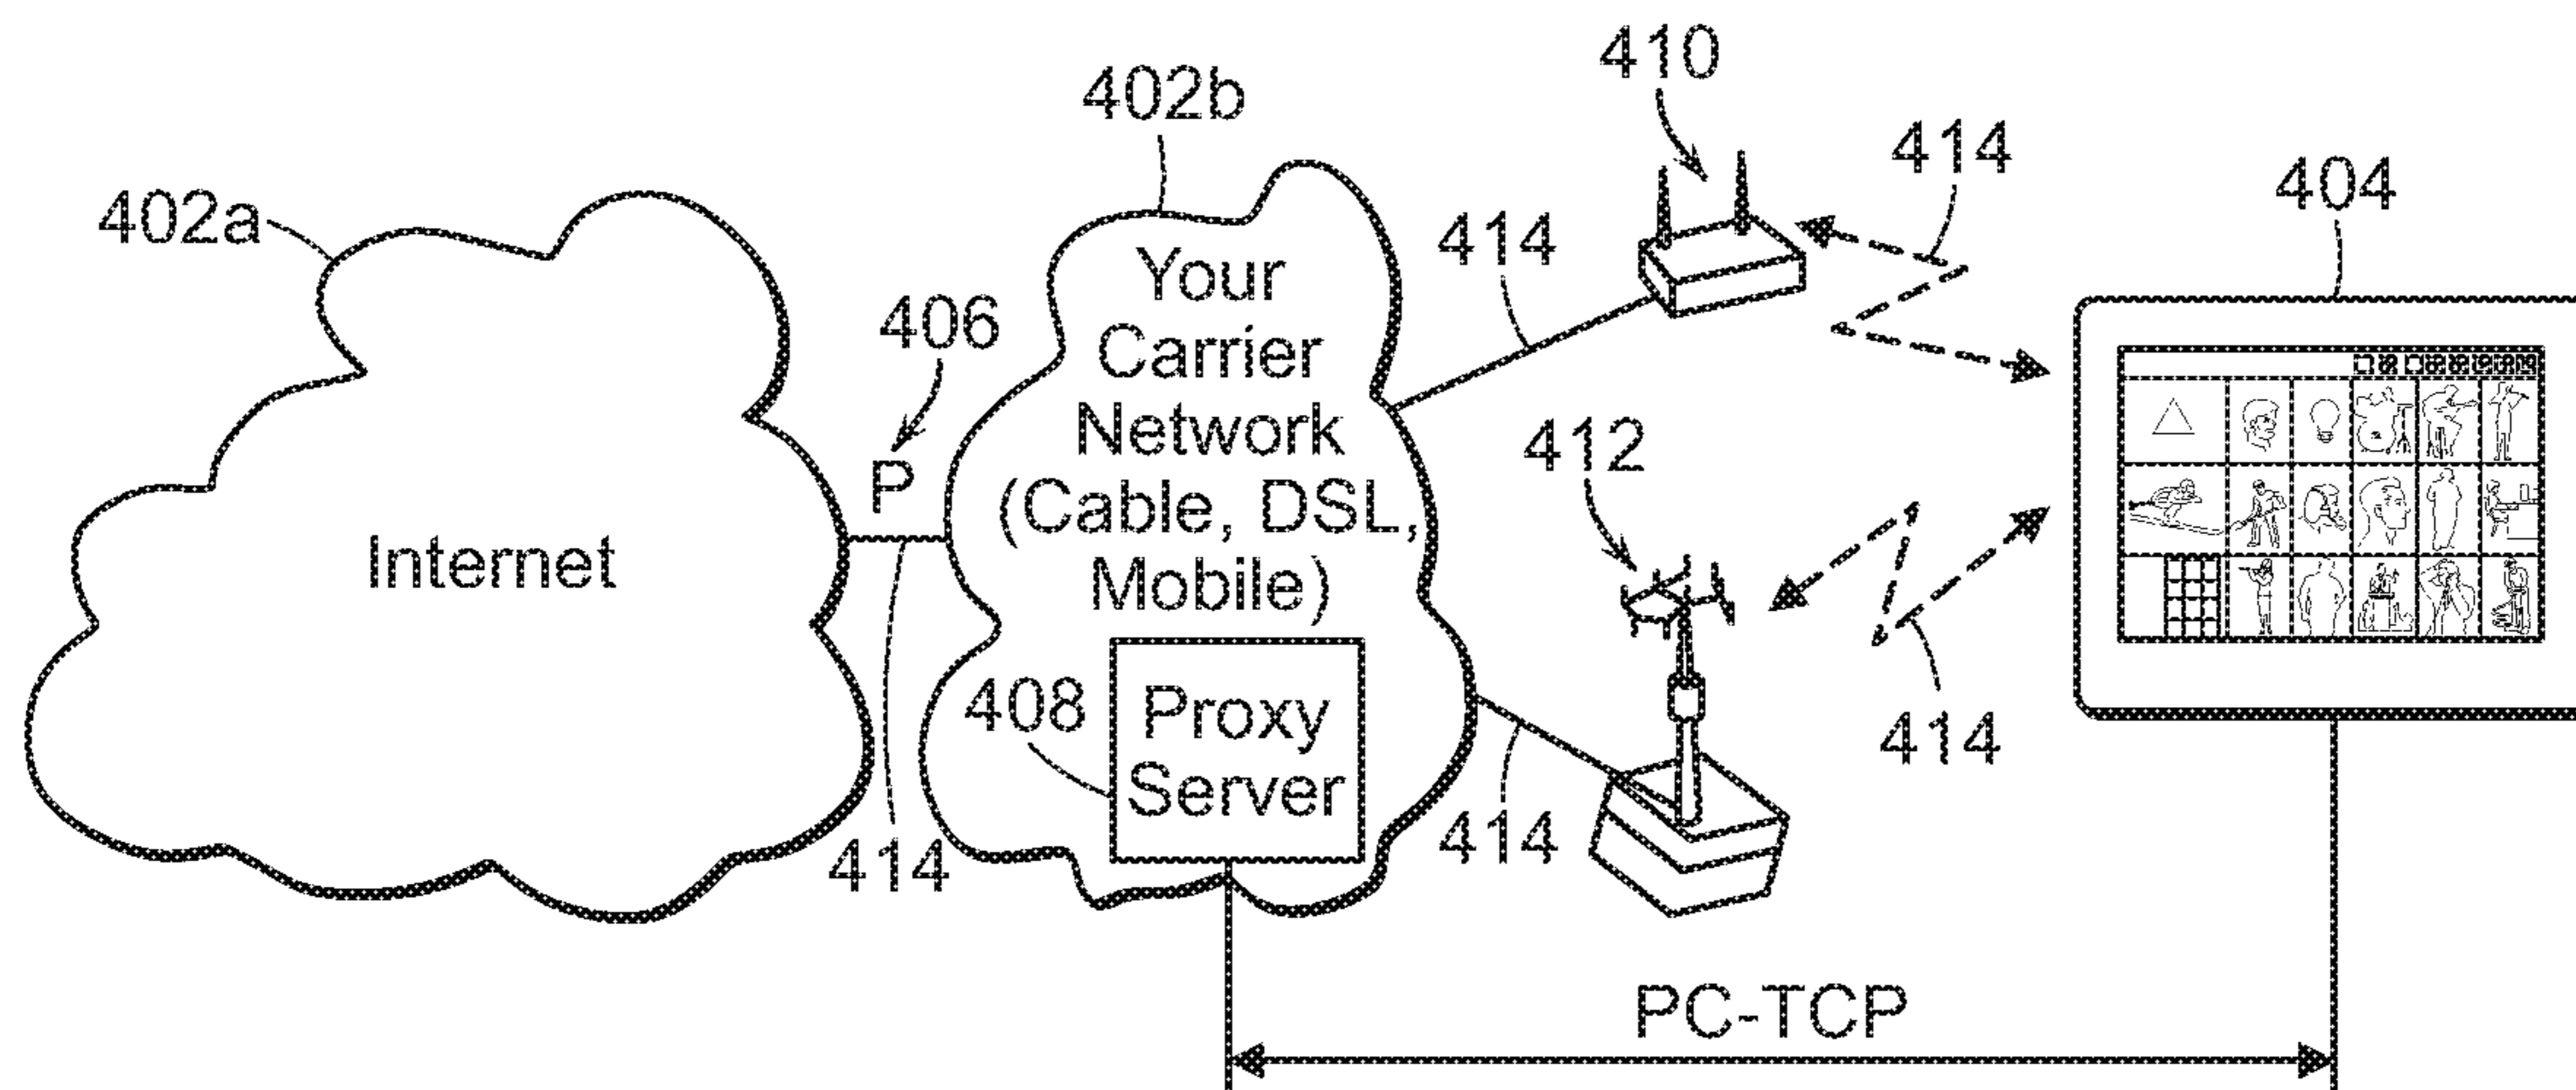 410
402b
414
404
402a
414
Your
Carrier
Network
(Cable, DSL,
Mobile)
406
P
412
Internet
408
Proxy
Server
414
414
414
PC-TCP